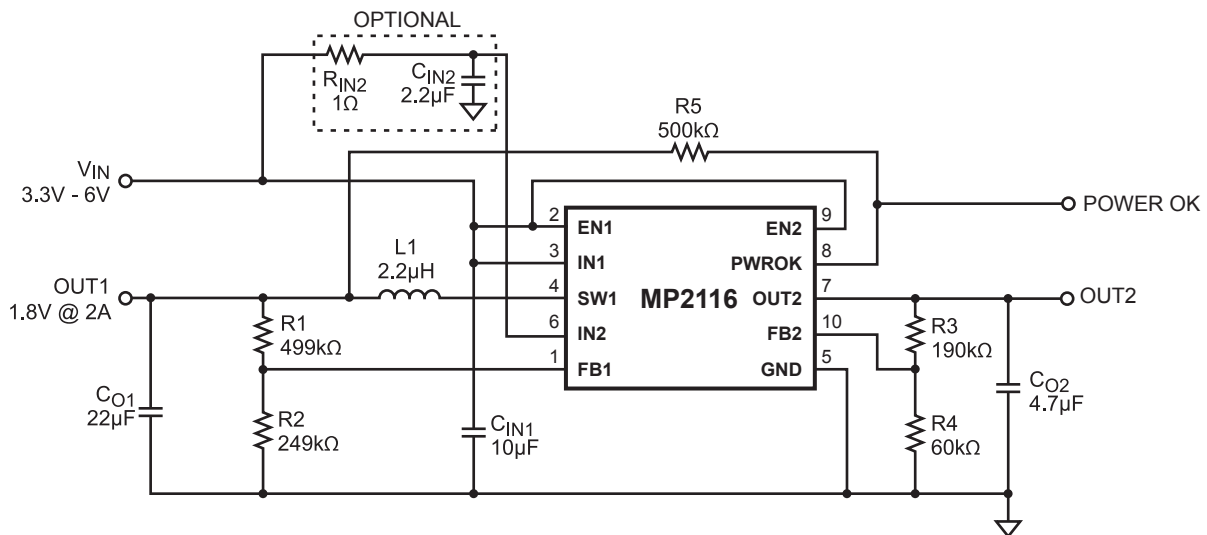 OPTIONAL
RIN2
1Ω
CIN2
2.2µF
R5
500kΩ
VIN
3.3V - 6V
POWER OK
2
EN1
EN2
9
3
IN1
PWROK
8
L1
2.2µH
OUT1
1.8V @ 2A
4
SW1
MP2116
OUT2
7
OUT2
6
IN2
FB2
10
R1
499kΩ
R3
190kΩ
1
FB1
GND
5
CO1
22µF
R2
249kΩ
CIN1
10µF
R4
60kΩ
CO2
4.7µF